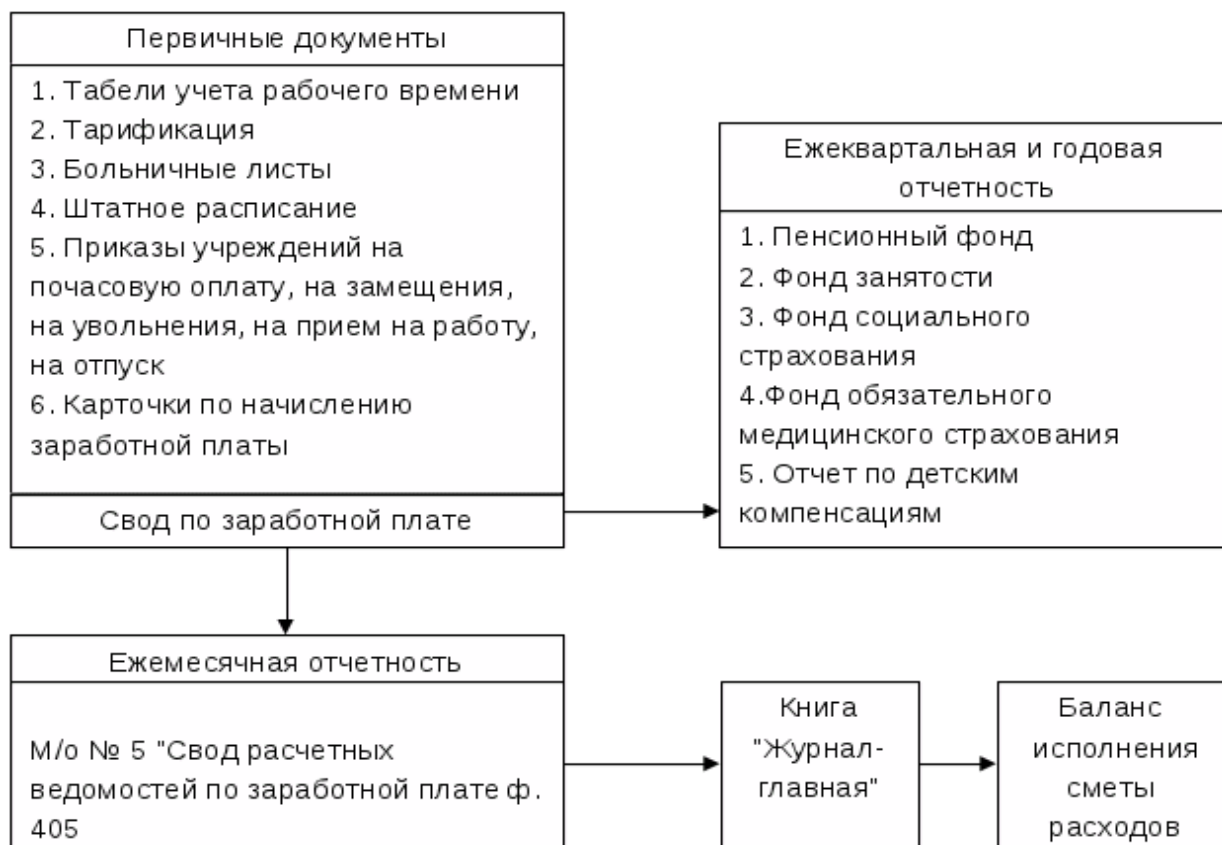 Первичные документы
1. Табели учета рабочего времени
2. Тарификация
3. Больничные листы
4. Штатное расписание
5. Приказы учреждений на
почасовую оплату, на замещения,
на увольнения, на прием на работу,
на отпуск
6. Карточки по начислению
заработной платы
Свод по заработной плате
Ежеквартальная и годовая
отчетность
1. Пенсионный фонд
2. Фонд занятости
3. Фонд социального
страхования
4.Фонд обязательного
медицинского страхования
5. Отчет по детским
компенсациям
Ежемесячная отчетность
М/о № 5 "Свод расчетных
ведомостей по заработной плате ф.
405
Книга
"Журнал-
главная"
Баланс
исполнения
сметы
расходов